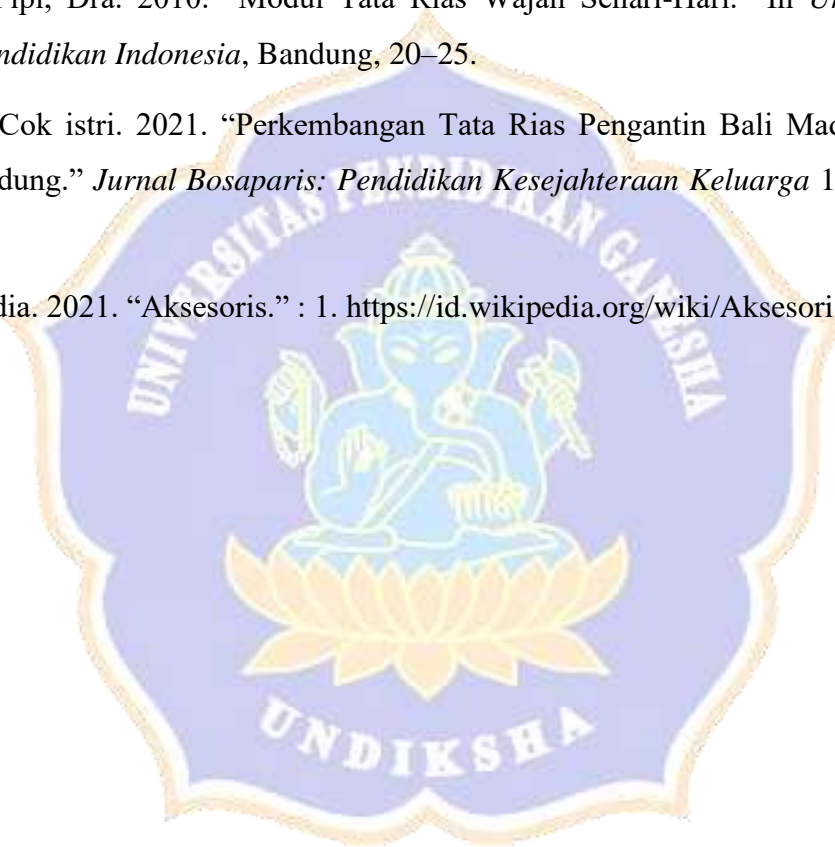 Dra. 2010. Modul Tata Rias Wajah Sehari-Hari. In
ndidikan Indonesia, Bandung, 20–25.
Cok istri. 2021. “Perkembangan Tata Rias Pengantin Bali
dung.” Jurnal Bosaparis: Pendidikan Kesejahteraan Keluarga 1
dia. 2021. “Aksesoris.” : 1. https://id.wikipedia.org/wiki/Aksesori
UNIVERSITAS PENDIDIKAN GANESHA
UNDIKSHA